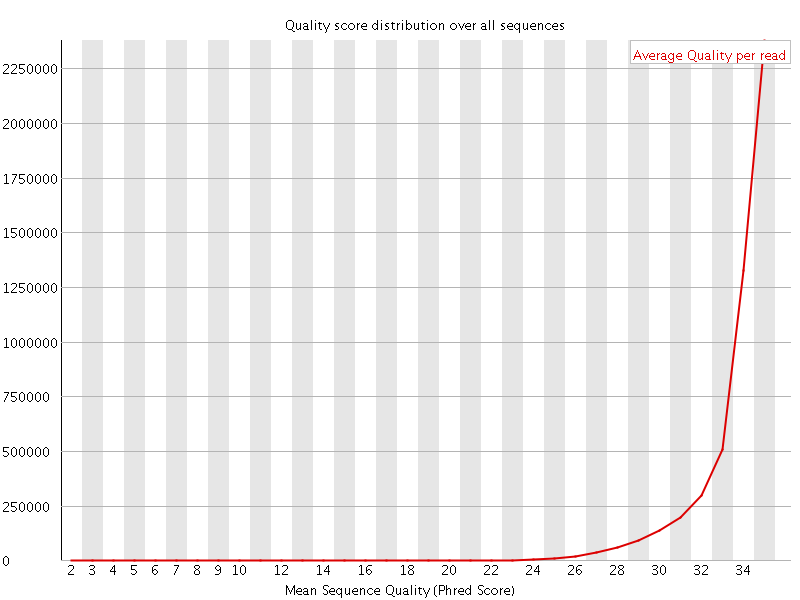 Quality score distribution over all sequences
Average Quality per read
2250000
2000000
1750000
1500000
1250000
1000000
750000
500000
250000
0
2 3 4 5 6 7 8 9 10 12 14 16 18 20 22 24 26 28 30 32 34
Mean Sequence Quality (Phred Score)